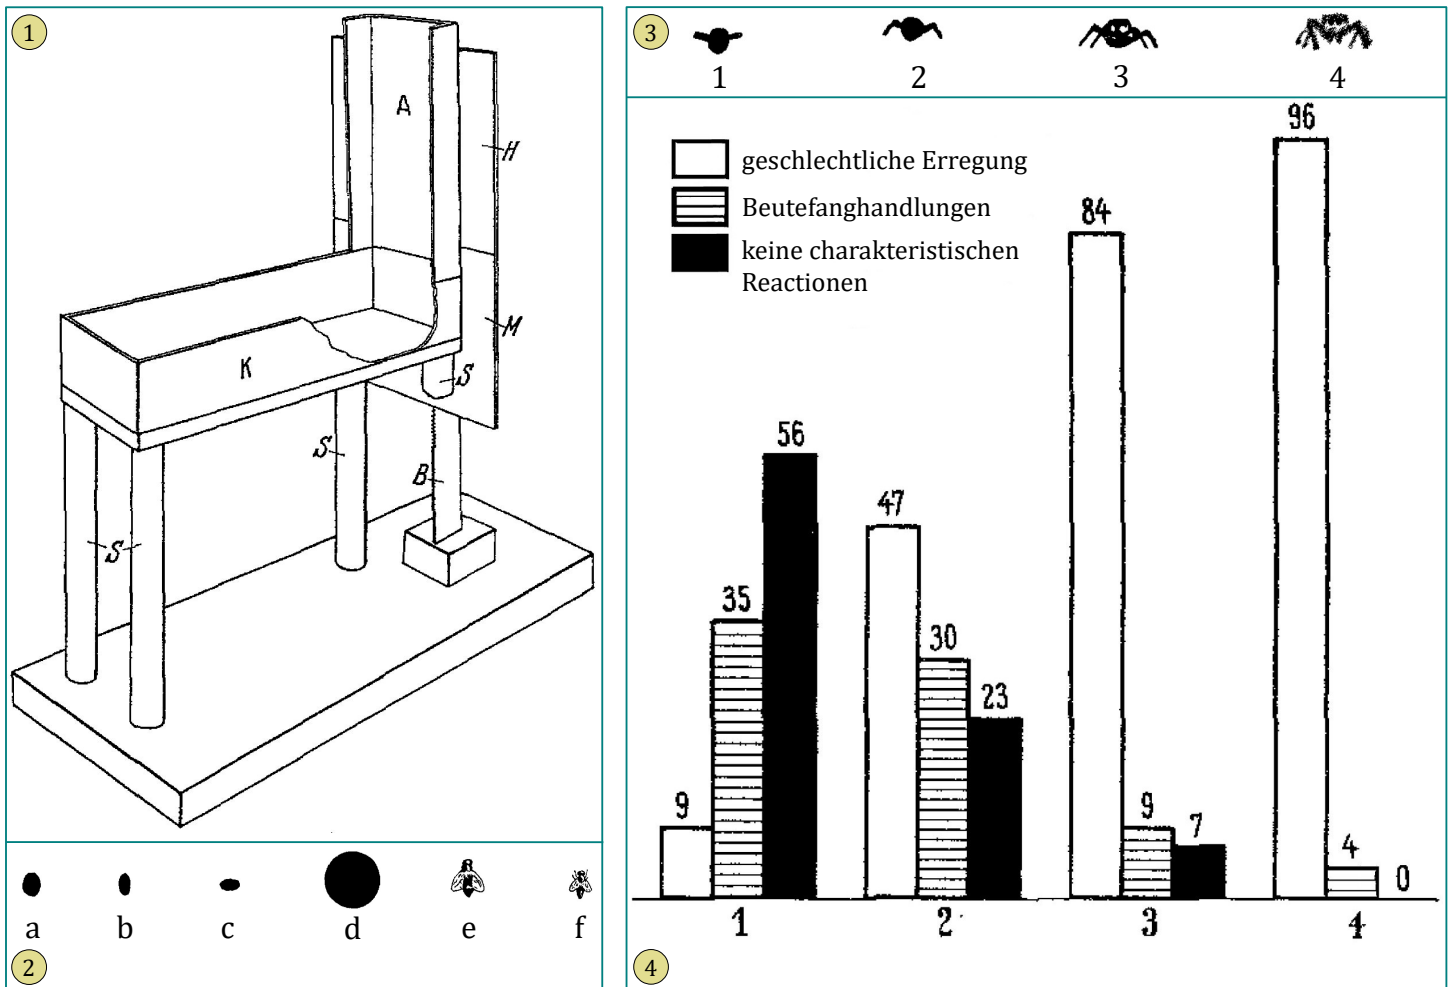 1
A
H
M
K
S
S
B
S
a b c d e f
2
3
1 2 3 4
geschlechtliche Erregung
Beutefanghandlungen
keine charakteristischen
Reactionen
9 35 56
47 30 23
84 9 7
96 4 0
1 2 3 4
4